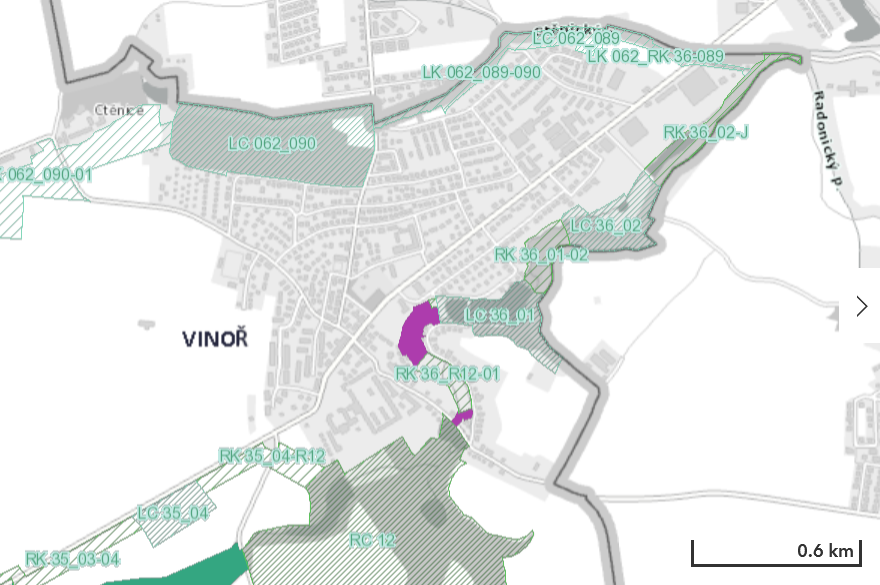 Ctěnický
LC 062_089
LK 062_RK 36-089
LK 062_089-090
Ctěnice
Radonický p.
RK 36_02-J
LC 062_090
062_090-01
LC 36_02
RK 36_01-02
LC 36_01
VINOŘ
RK 36_R12-01
RK 35_04-R12
LC 35_04
RC 12
RK 35_03-04
0.6 km